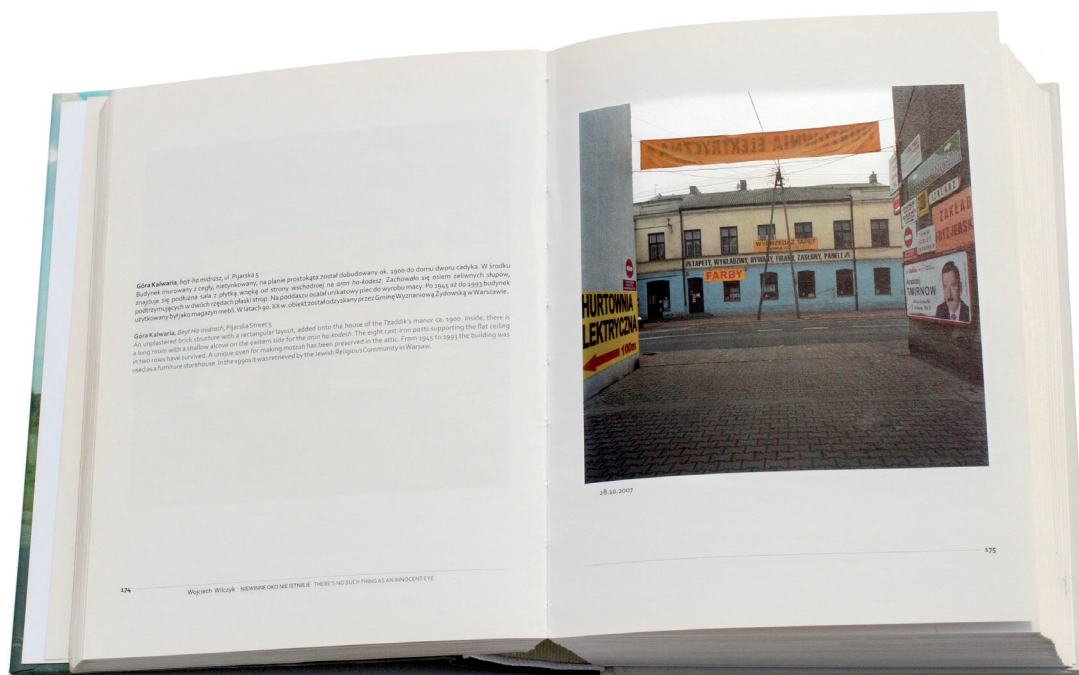 Góra Kalwaria, bejt ha-midrasz, ul. Pijarska 5
Budynek murowany z cegły, nietynkowany, na planie prostokąta został dobudowany ok. 1900 do domu dworu cadyka. W środku
znajduje się podłużna sala z płytką wnęką od strony wschodniej na aron ha-kodesz. Zachowało się osiem żeliwnych słupów,
podtrzymujących w dwóch rzędach płaski strop. Na poddaszu ocalał unikatowy piec do wyrobu macy. Po 1945 aż do 1993 budynek
użytkowany był jako magazyn mebli. W latach 90. XX w. obiekt został odzyskany przez Gminę Wyznaniową Żydowską w Warszawie.
Góra Kalwaria, Beyt Ha-midrash, Pijarska Street 5
An unplastered brick structure with a rectangular layout, added onto the house of the Tzaddik's manor ca. 1900. Inside, there is
a long room with a shallow alcove on the eastern side for the aron ha-kodesh. The eight cast-iron posts supporting the flat ceiling
in two rows have survived. A unique oven for making motzah has been preserved in the attic. From 1945 to 1993 the building was
used as a furniture storehouse. In the 1990s it was retrieved by the Jewish Religious Community in Warsaw.
174 Wojciech Wilczyk NIEWINNE OKO NIE ISTNIEJE THERE'S NO SUCH THING AS AN INNOCENT EYE
HURTOWNIA ELEKTRYCZNA
WYPRZEDAŻ TAPET
TAPETY, WYKŁADZINY, DYWANY, FIRANY, ZASŁONY, PANELE
FARBY
HURTOWNIA
ELEKTRYCZNA
100m
ZAKŁAD
FRYZJERSK
Andrzej
SMIRNOW
28.10.2007
175